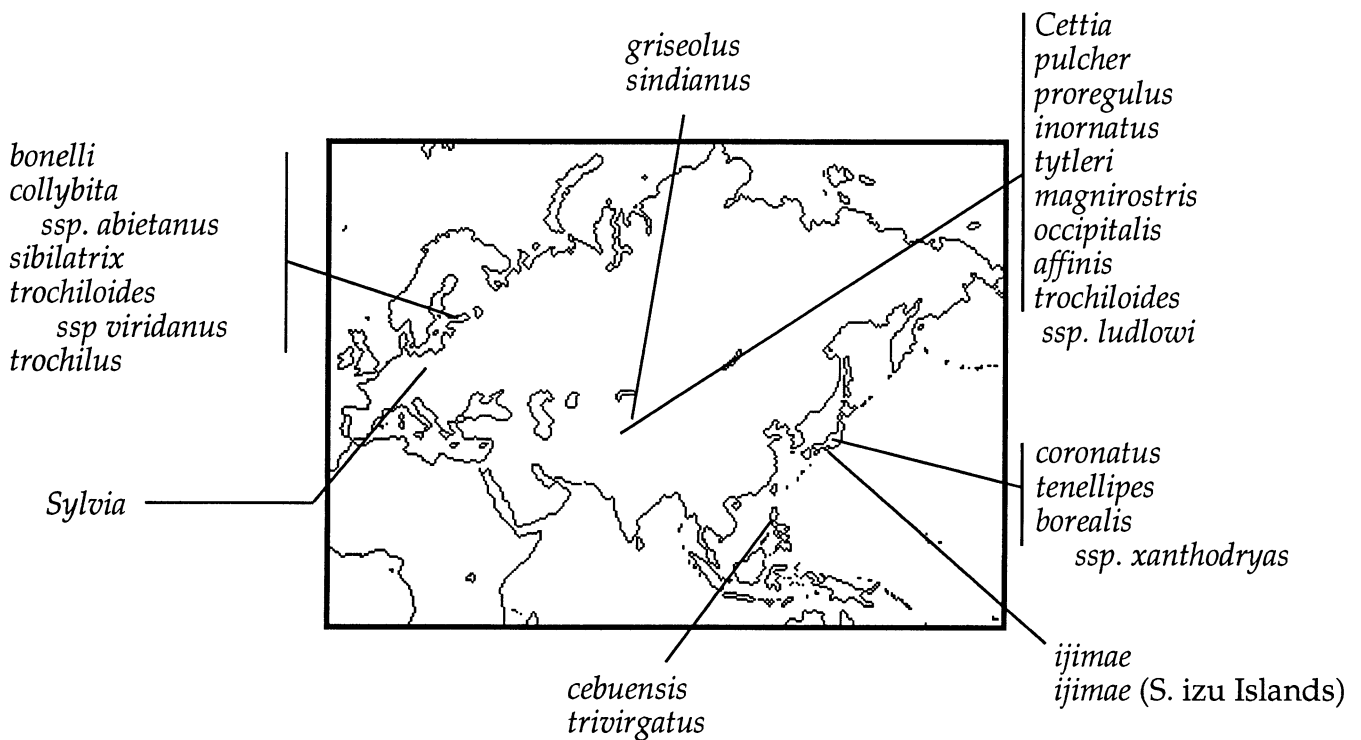 griseolus
sindianus
Cettia
pulcher
proregulus
inornatus
tytleri
magnirostris
occipitalis
affinis
trochiloides
ssp. ludlowi
bonelli
collybita
ssp. abietanus
sibilatrix
trochiloides
ssp viridanus
trochilus
Sylvia
coronatus
tenellipes
borealis
ssp. xanthodryas
ijimae
ijimae (S. izu Islands)
cebuensis
trivirgatus